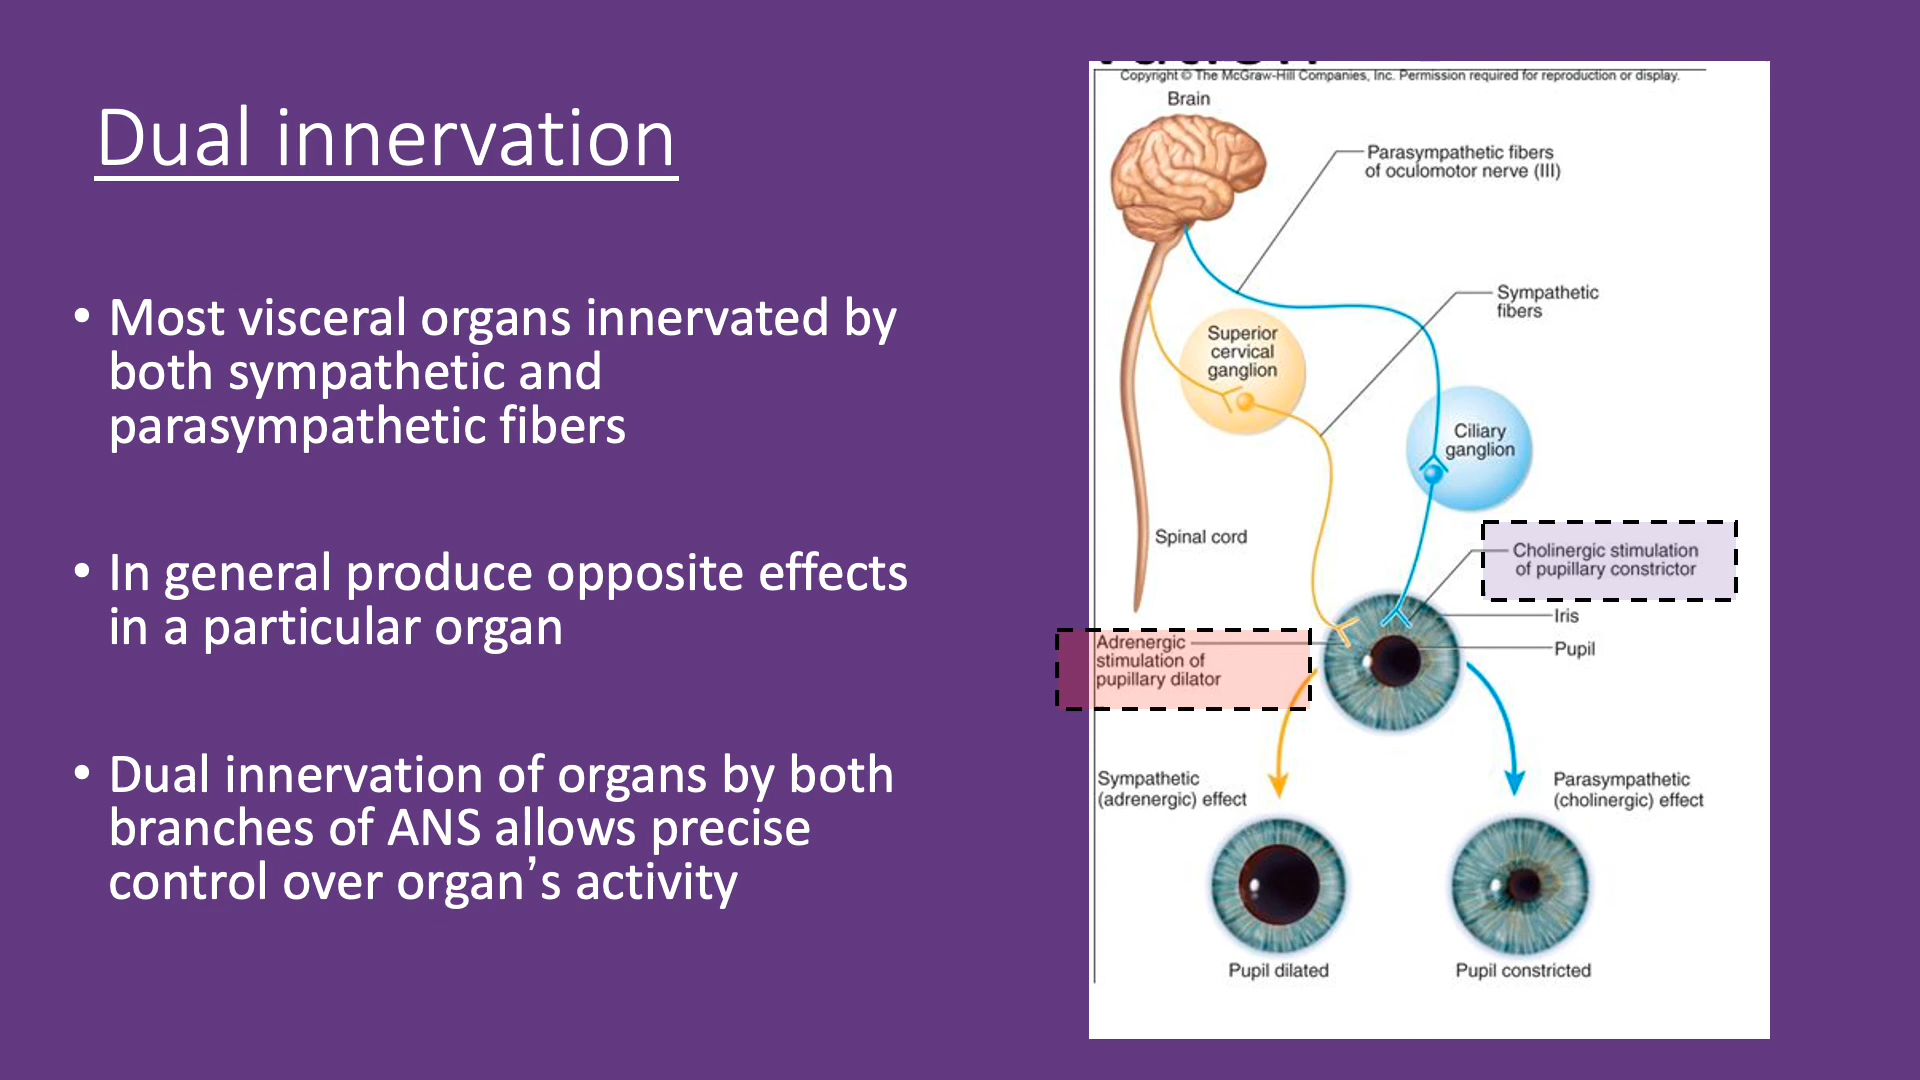 Dual innervation
• Most visceral organs innervated by
both sympathetic and
parasympathetic fibers
• In general produce opposite effects
in a particular organ
• Dual innervation of organs by both
branches of ANS allows precise
control over organ’s activity
Copyright © The McGraw-Hill Companies, Inc. Permission required for reproduction or display.
Brain
Parasympathetic fibers
of oculomotor nerve (III)
Sympathetic
fibers
Superior
cervical
ganglion
Ciliary
ganglion
Spinal cord
Cholinergic stimulation
of pupillary constrictor
Iris
Pupil
Adrenergic
stimulation of
pupillary dilator
Sympathetic
(adrenergic) effect
Parasympathetic
(cholinergic) effect
Pupil dilated
Pupil constricted